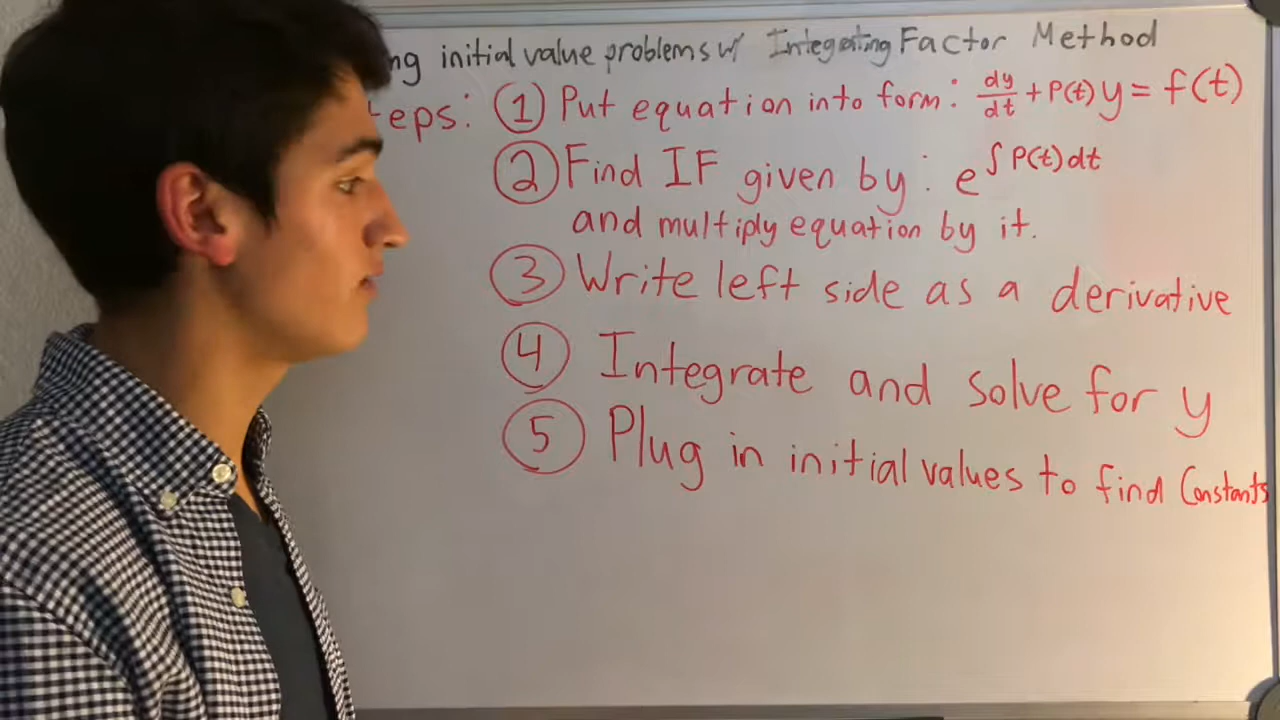 ng initial value problems w/ Integrating Factor Method
teps: ① Put equation into form: dy/dt + P(t) y = f(t)
② Find IF given by: e^∫P(t)dt
and multiply equation by it.
③ Write left side as a derivative
④ Integrate and solve for y
⑤ Plug in initial values to find Constants